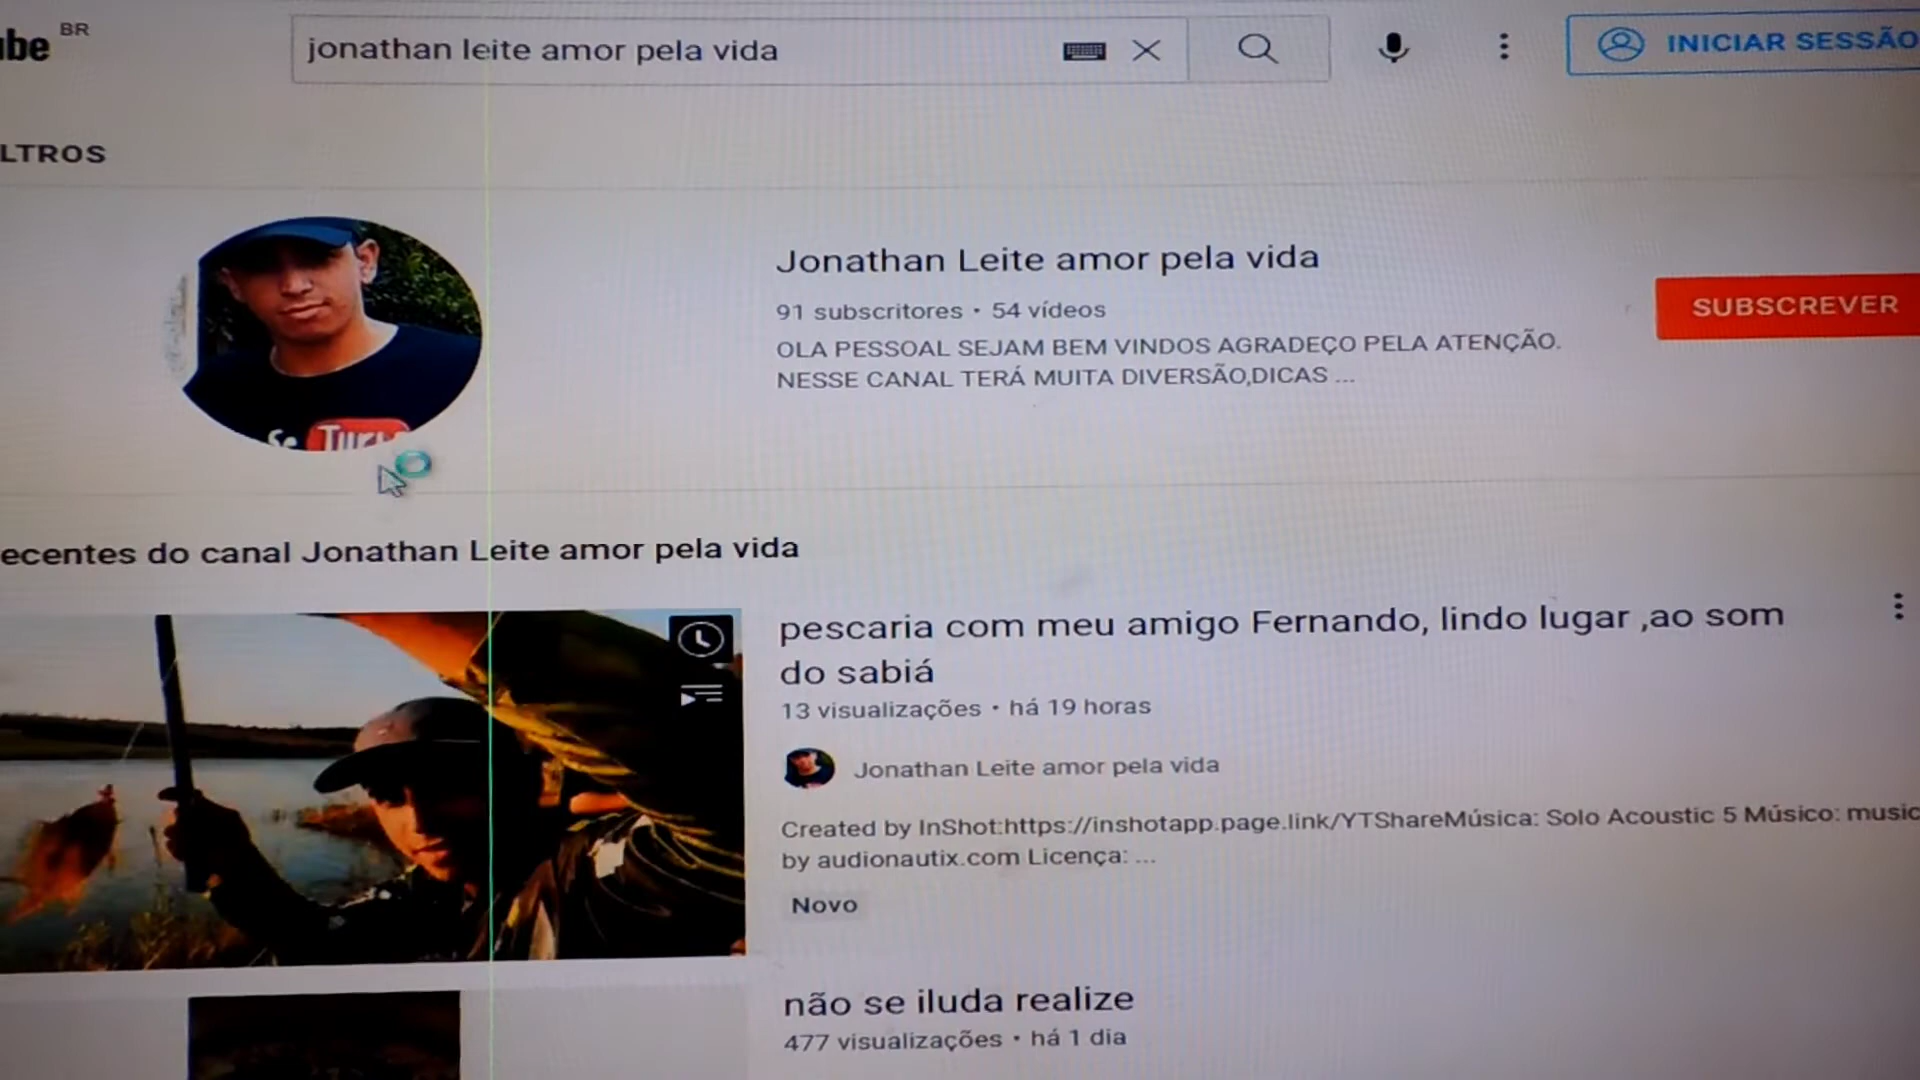 BR
jonathan leite amor pela vida
INICIAR SESSÃO
LTROS
Jonathan Leite amor pela vida
91 subscritores • 54 vídeos
OLA PESSOAL SEJAM BEM VINDOS AGRADEÇO PELA ATENÇÃO.
NESSE CANAL TERÁ MUITA DIVERSÃO,DICAS ...
SUBSCREVER
ecentes do canal Jonathan Leite amor pela vida
pescaria com meu amigo Fernando, lindo lugar ,ao som
do sabiá
13 visualizações • há 19 horas
Jonathan Leite amor pela vida
Created by InShot:https://inshotapp.page.link/YTShareMúsica: Solo Acoustic 5 Músico: music
by audionautix.com Licença: ...
Novo
não se iluda realize
477 visualizações • há 1 dia